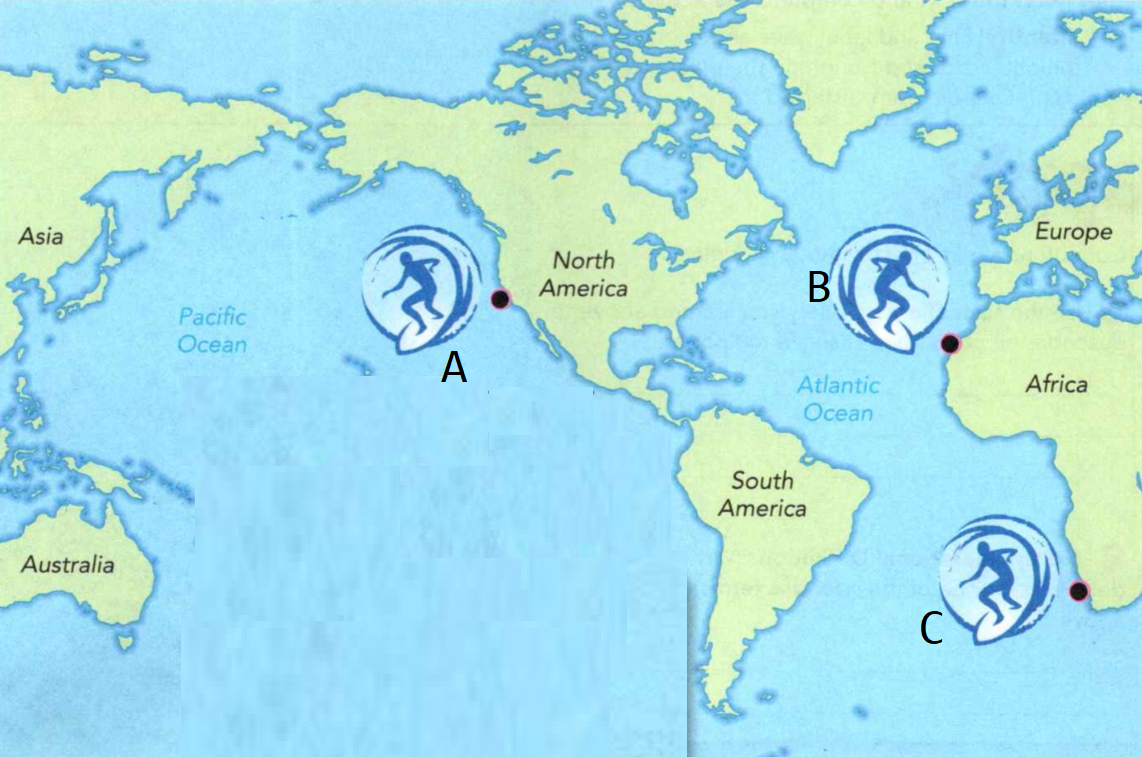 Asia
North
America
Europe
B
Pacific
Ocean
A
Atlantic
Ocean
Africa
South
America
Australia
C